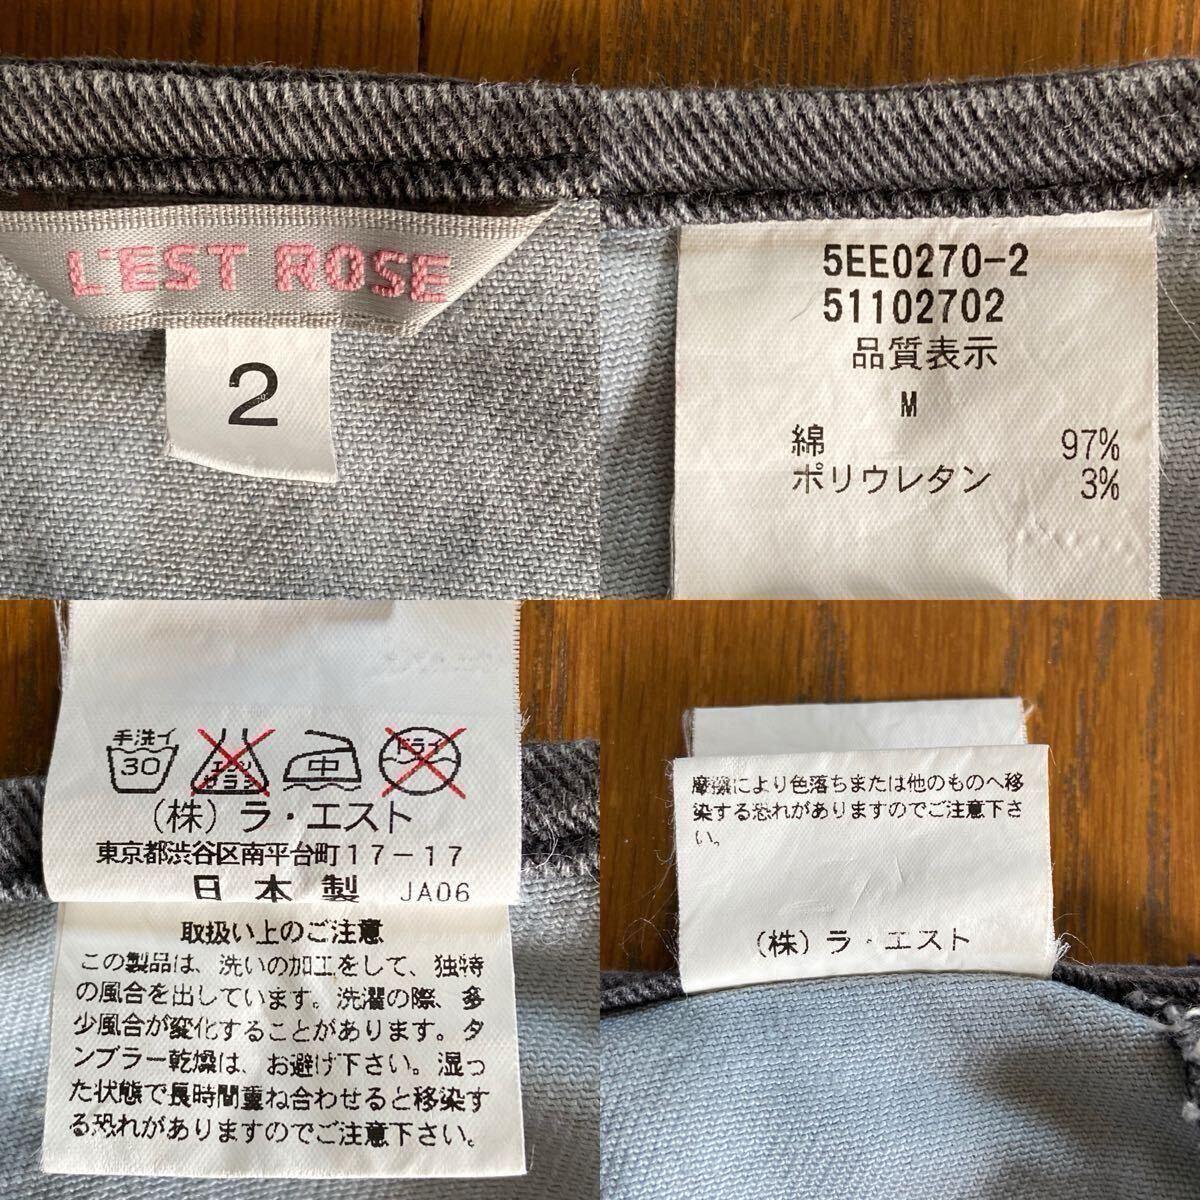 L'EST ROSE
2
5EE0270-2
51102702
品質表示
M
綿 97%
ポリウレタン 3%
手洗イ
30
エンソ
サラシ
中
ドライ
(株)ラ・エスト
東京都渋谷区南平台町17-17
日本製 JA06
取扱い上のご注意
この製品は、洗いの加工をして、独特
の風合を出しています。洗濯の際、多
少風合が変化することがあります。タ
ンブラー乾燥は、お避け下さい。湿っ
た状態で長時間重ね合わせると移染す
る恐れがありますのでご注意下さい。
摩擦により色落ちまたは他のものへ移
染する恐れがありますのでご注意下さ
い。
(株)ラ・エスト